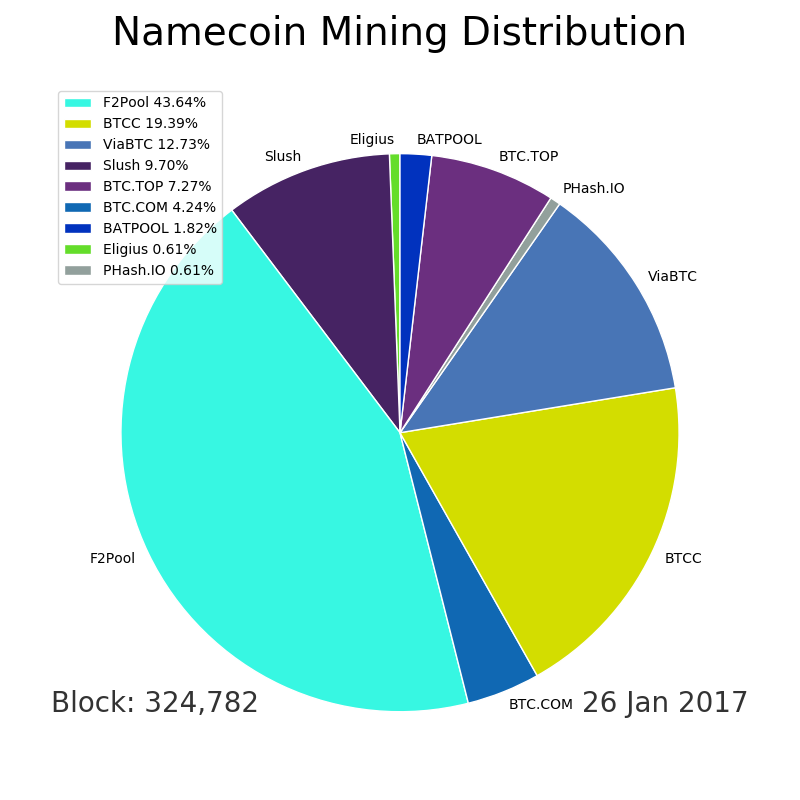 Namecoin Mining Distribution
F2Pool 43.64%
BTCC 19.39%
ViaBTC 12.73%
Slush 9.70%
BTC.TOP 7.27%
BTC.COM 4.24%
BATPOOL 1.82%
Eligius 0.61%
PHash.IO 0.61%
Eligius
BATPOOL
Slush
BTC.TOP
PHash.IO
ViaBTC
F2Pool
BTCC
BTC.COM
Block: 324,782
26 Jan 2017